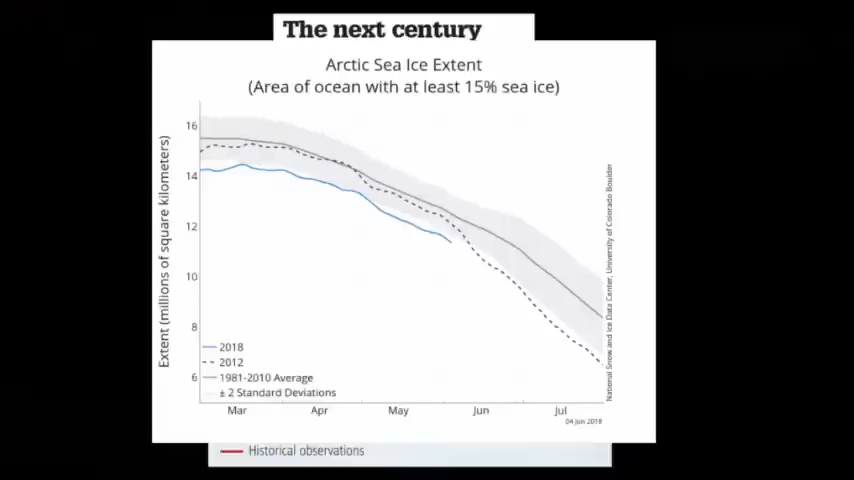 The next century
Arctic Sea Ice Extent
(Area of ocean with at least 15% sea ice)
Extent (millions of square kilometers)
16
14
12
10
8
6
2018
2012
1981-2010 Average
± 2 Standard Deviations
Mar Apr May Jun Jul
04 Jun 2018
National Snow and Ice Data Center, University of Colorado Boulder
Historical observations